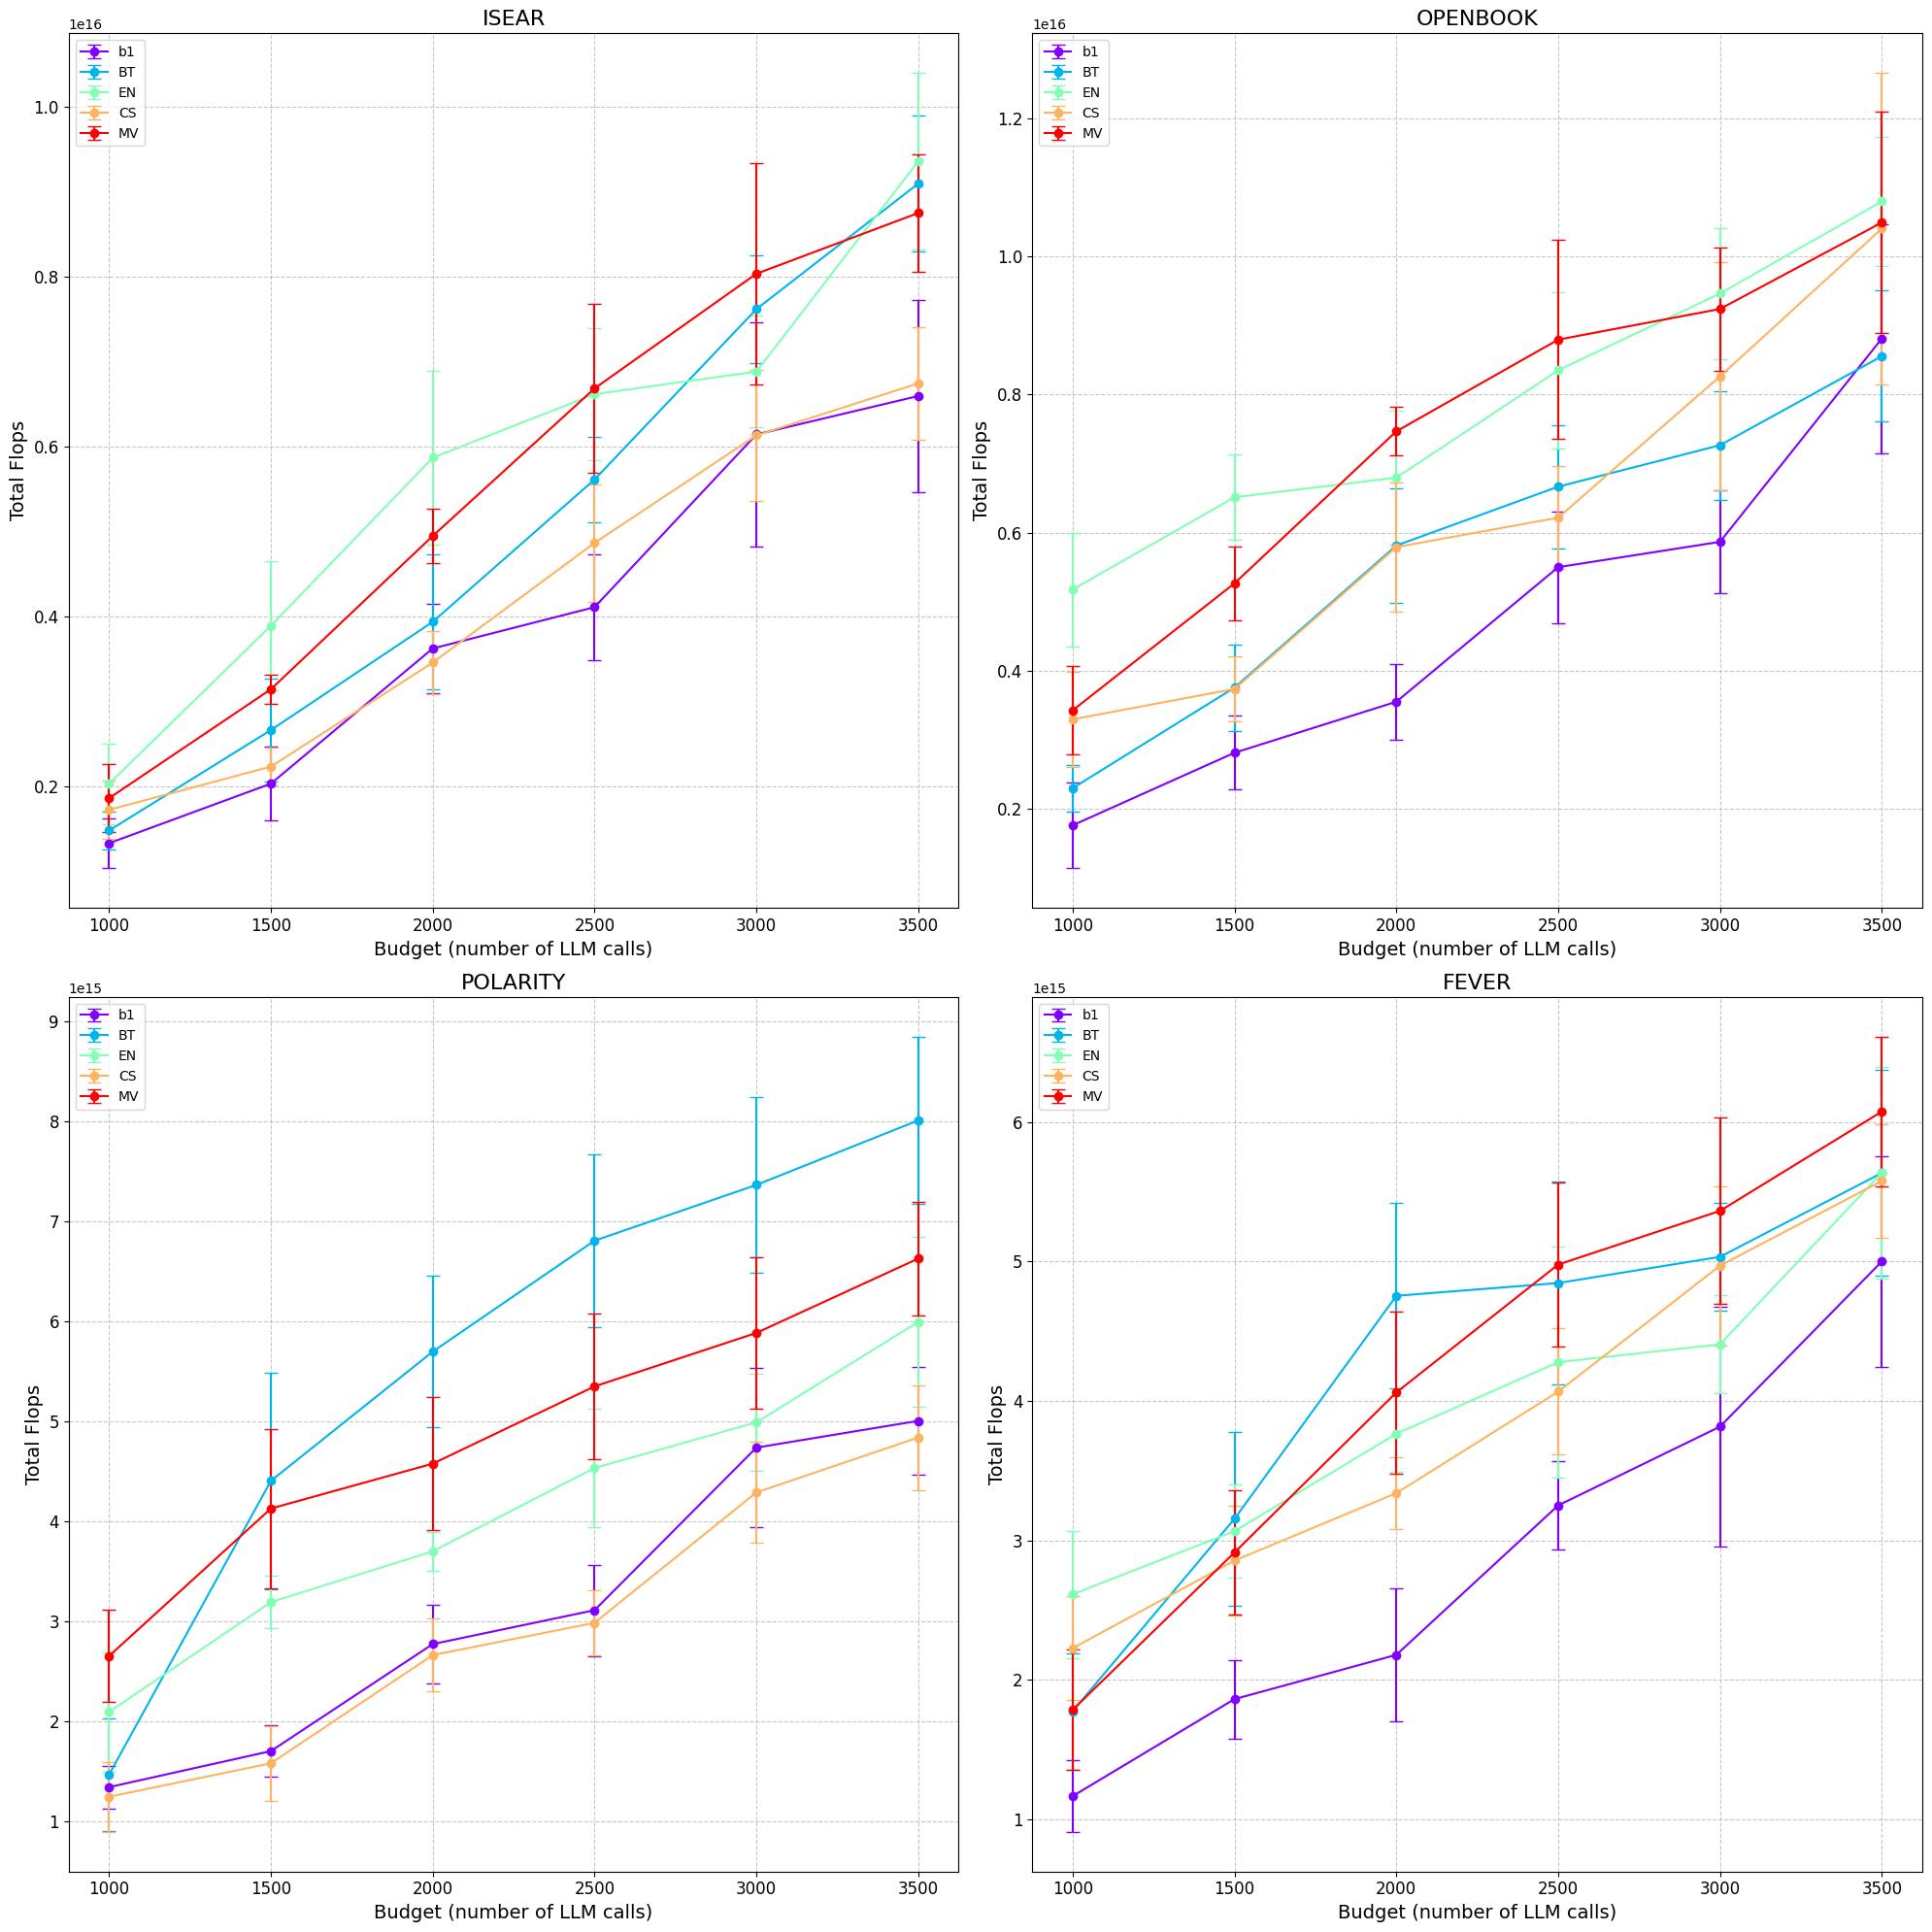 ISEAR
1e16
b1
BT
EN
CS
MV
1.0
0.8
0.6
0.4
0.2
Total Flops
1000 1500 2000 2500 3000 3500
Budget (number of LLM calls)
OPENBOOK
1e16
b1
BT
EN
CS
MV
1.2
1.0
0.8
0.6
0.4
0.2
Total Flops
1000 1500 2000 2500 3000 3500
Budget (number of LLM calls)
POLARITY
1e15
b1
BT
EN
CS
MV
9
8
7
6
5
4
3
2
1
Total Flops
1000 1500 2000 2500 3000 3500
Budget (number of LLM calls)
FEVER
1e15
b1
BT
EN
CS
MV
6
5
4
3
2
1
Total Flops
1000 1500 2000 2500 3000 3500
Budget (number of LLM calls)